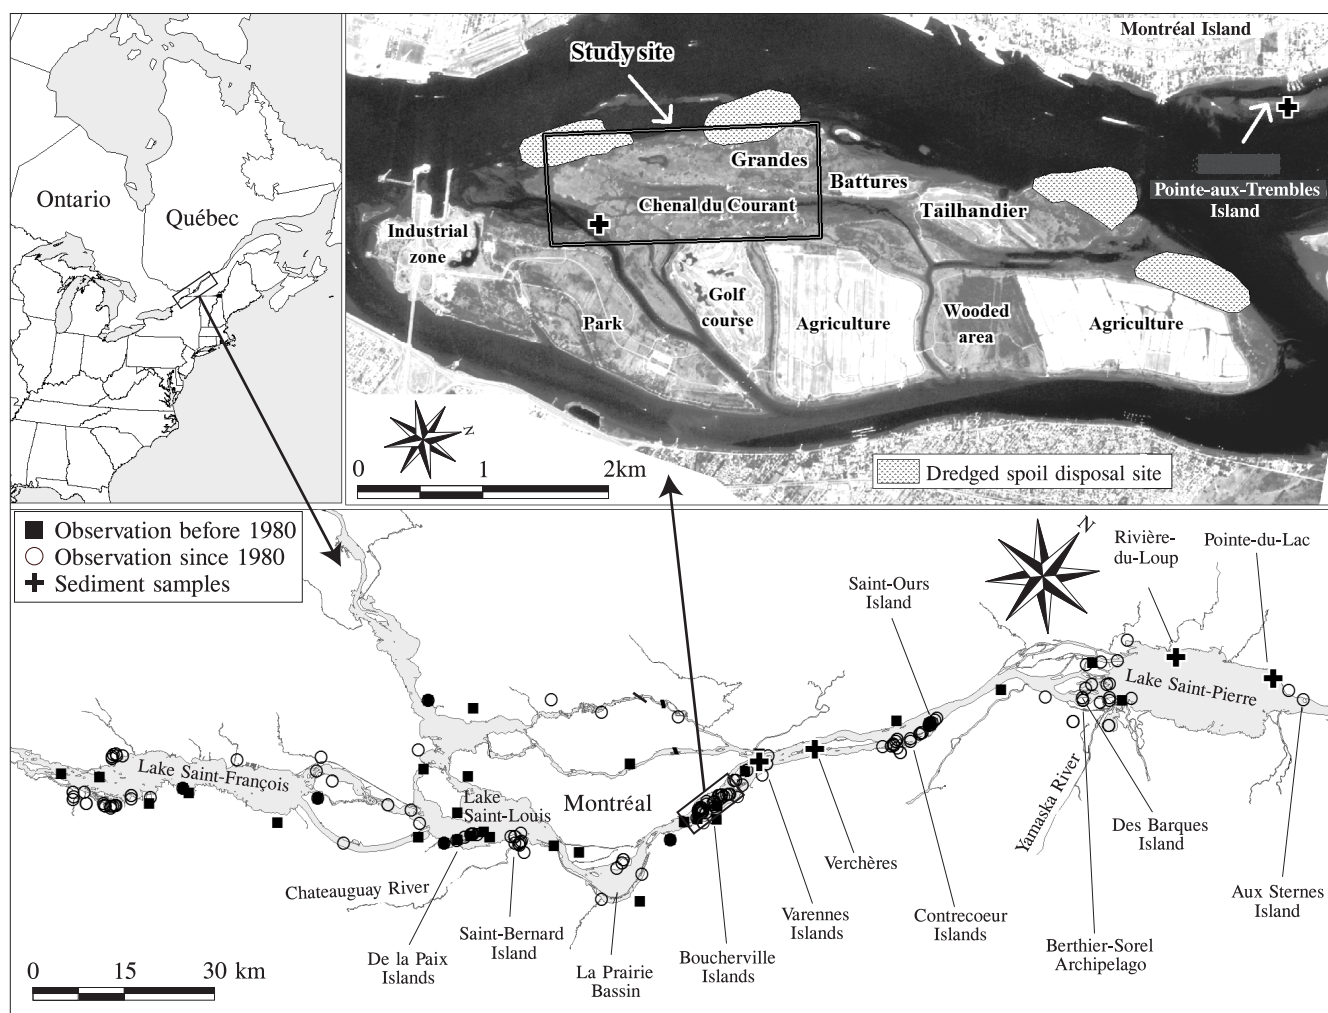 Ontario
Québec
Study site
Montréal Island
Grandes
Battures
Chenal du Courant
Tailhandier
Pointe-aux-Trembles
Island
Industrial
zone
Park
Golf
course
Agriculture
Wooded
area
Agriculture
N
0 1 2km
Dredged spoil disposal site
Observation before 1980
Observation since 1980
Sediment samples
N
Rivière-
du-Loup
Pointe-du-Lac
Saint-Ours
Island
Lake Saint-Pierre
Lake Saint-François
Lake
Saint-Louis
Montréal
Yamaska River
Des Barques
Island
Verchères
Chateauguay River
Aux Sternes
Island
Varennes
Islands
Contrecoeur
Islands
Saint-Bernard
Island
Berthier-Sorel
Archipelago
De la Paix
Islands
Boucherville
Islands
La Prairie
Bassin
0 15 30 km